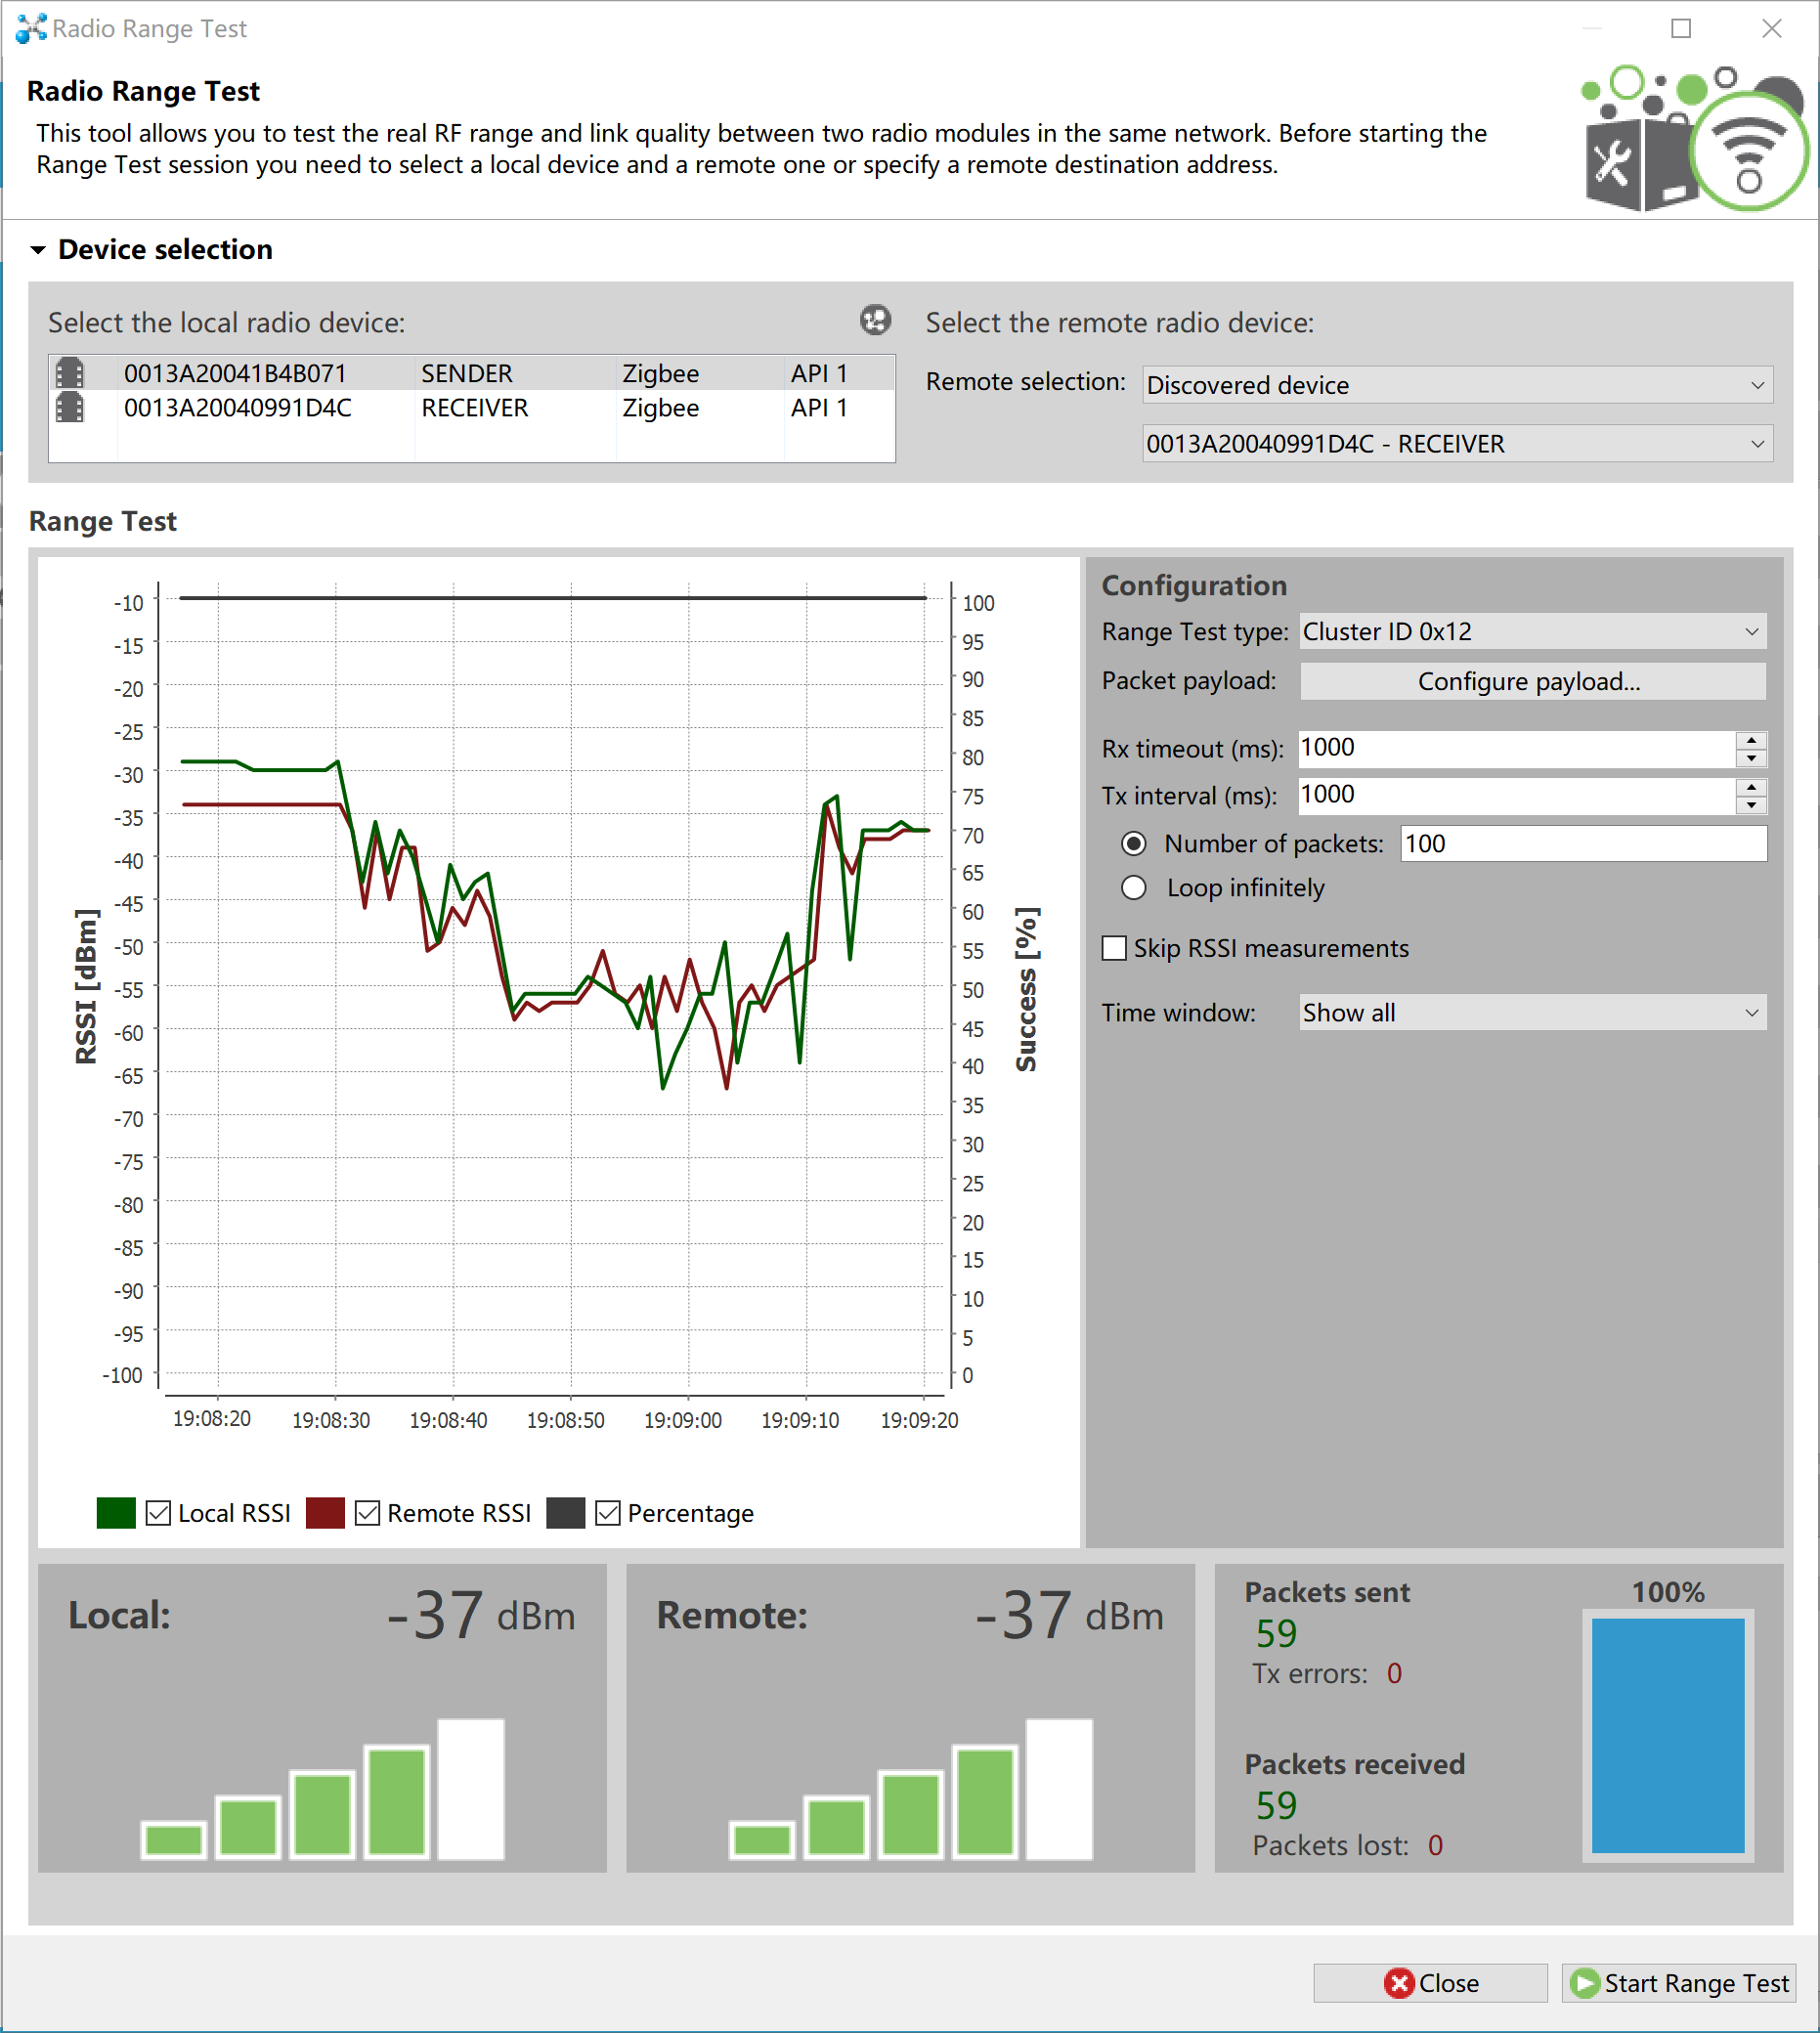 Radio Range Test
Radio Range Test
This tool allows you to test the real RF range and link quality between two radio modules in the same network. Before starting the
Range Test session you need to select a local device and a remote one or specify a remote destination address.
Device selection
Select the local radio device:
0013A20041B4B071 SENDER Zigbee API 1
0013A20040991D4C RECEIVER Zigbee API 1
Select the remote radio device:
Remote selection: Discovered device
0013A20040991D4C - RECEIVER
Range Test
RSSI [dBm]
-10
-15
-20
-25
-30
-35
-40
-45
-50
-55
-60
-65
-70
-75
-80
-85
-90
-95
-100
100
95
90
85
80
75
70
65
60
55
50
45
40
35
30
25
20
15
10
5
0
Success [%]
19:08:20 19:08:30 19:08:40 19:08:50 19:09:00 19:09:10 19:09:20
Local RSSI Remote RSSI Percentage
Configuration
Range Test type: Cluster ID 0x12
Packet payload: Configure payload...
Rx timeout (ms): 1000
Tx interval (ms): 1000
Number of packets: 100
Loop infinitely
Skip RSSI measurements
Time window: Show all
Local: -37 dBm
Remote: -37 dBm
Packets sent
59
Tx errors: 0
Packets received
59
Packets lost: 0
100%
Close
Start Range Test